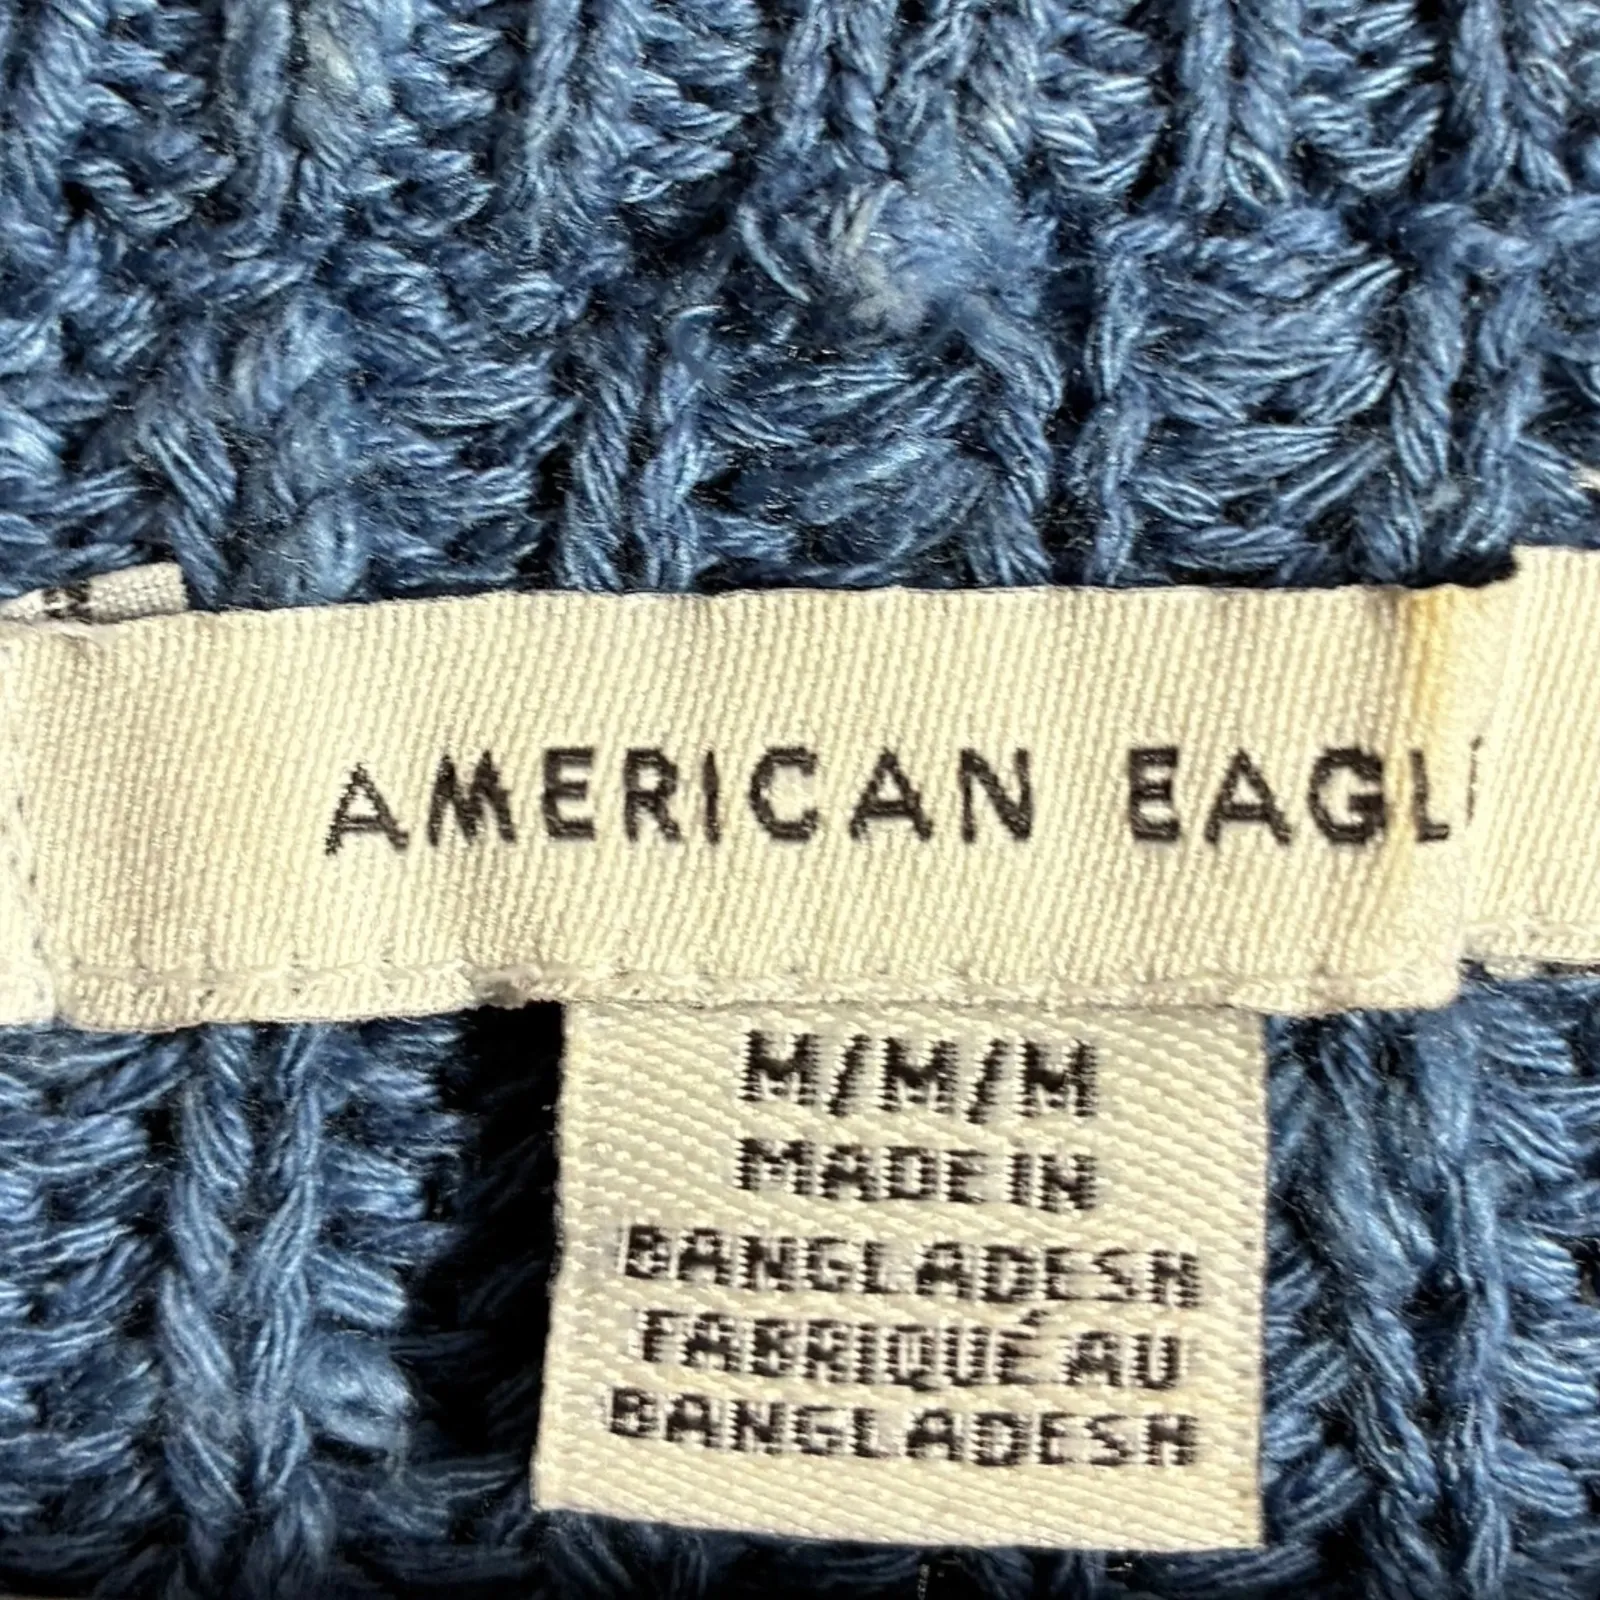 AMERICAN EAGL
M/M/M
MADE IN
BANGLADESH
FABRIQUÉ AU
BANGLADESH